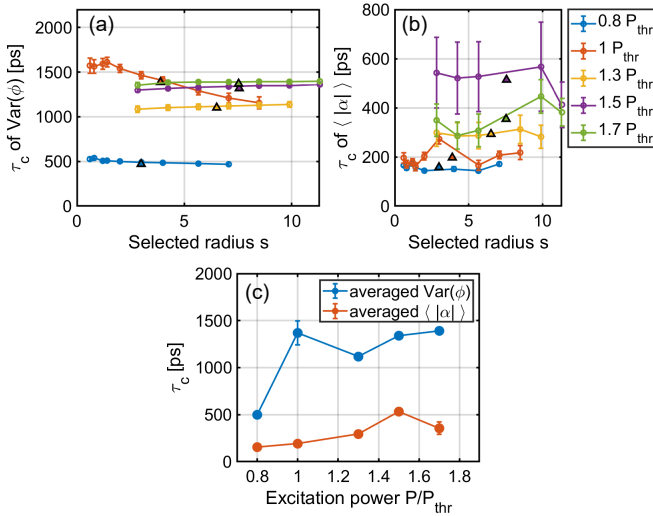 (a)
τc of Var(ϕ) [ps]
2000
1500
1000
500
0
0 5 10
Selected radius s
(b)
τc of ⟨ |α| ⟩ [ps]
800
600
400
200
0
0 5 10
Selected radius s
0.8 Pthr
1 Pthr
1.3 Pthr
1.5 Pthr
1.7 Pthr
(c)
averaged Var(ϕ)
averaged ⟨ |α| ⟩
τc [ps]
2000
1500
1000
500
0
0.8 1 1.2 1.4 1.6 1.8
Excitation power P/Pthr